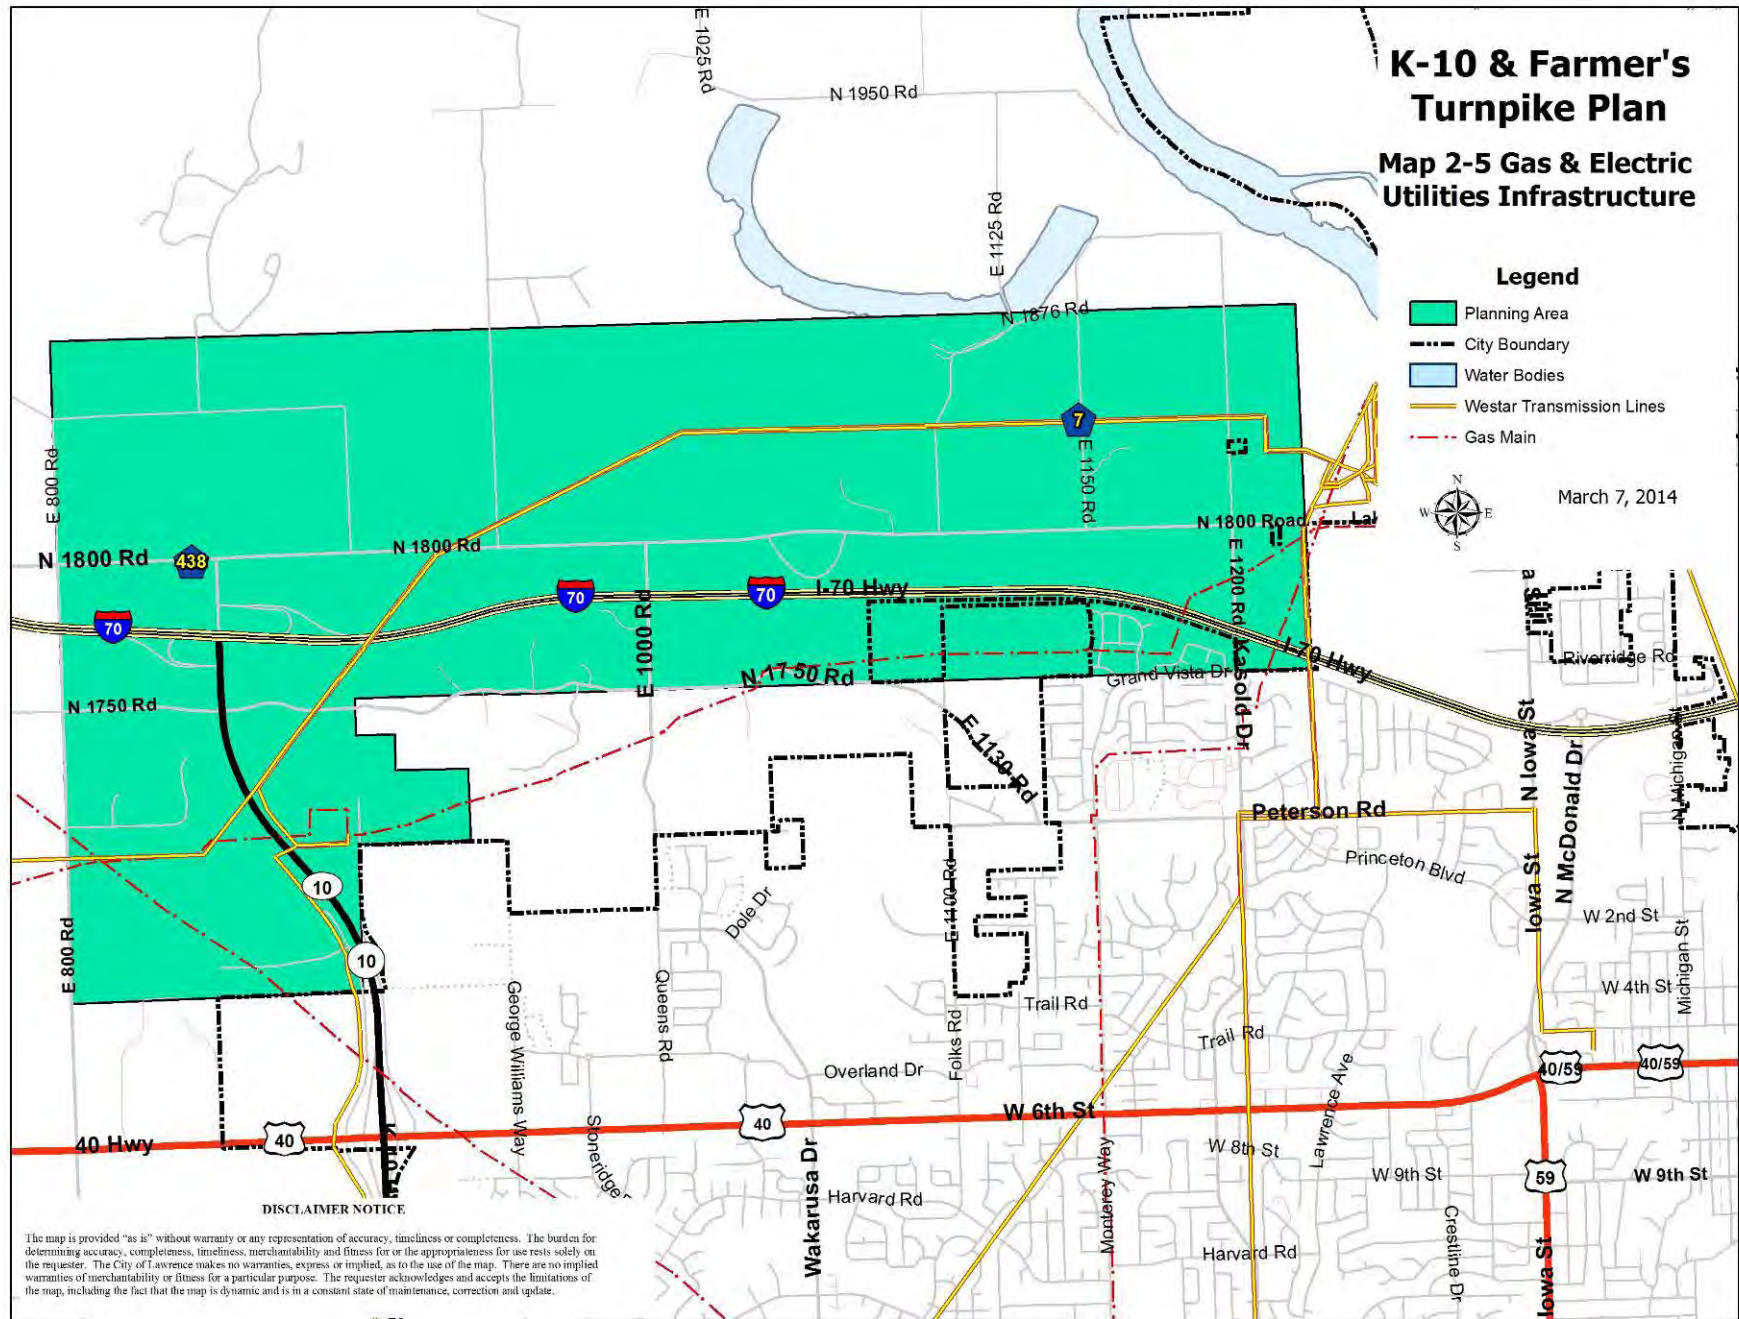 K-10 & Farmer's
Turnpike Plan
Map 2-5 Gas & Electric
Utilities Infrastructure
Legend
Planning Area
City Boundary
Water Bodies
Westar Transmission Lines
Gas Main
N
W
E
S
March 7, 2014
E 1025 Rd
N 1950 Rd
E 1125 Rd
N 1876 Rd
7
E 1150 Rd
E 800 Rd
N 1800 Rd
438
N 1800 Rd
N 1800 Road
E 1200 Rd
70
70
70
I-70 Hwy
E 1000 Rd
I-70 Hwy
Kasold Dr
Riverridge Rd
N 1750 Rd
N 1750 Rd
Grand Vista Dr
E 1130 Rd
N Iowa St
N McDonald Dr
N Michigan St
Peterson Rd
Princeton Blvd
10
10
Dole Dr
E 1100 Rd
Iowa St
W 2nd St
E 800 Rd
George Williams Way
Queens Rd
Trail Rd
W 4th St
Michigan St
Folks Rd
Trail Rd
Overland Dr
Lawrence Ave
40/59
40/59
40 Hwy
40
40
W 6th St
Stoneridge
Wakarusa Dr
Monterey Way
W 8th St
W 9th St
59
W 9th St
Harvard Rd
Harvard Rd
Crestline Dr
Iowa St
DISCLAIMER NOTICE
The map is provided "as is" without warranty or any representation of accuracy, timeliness or completeness. The burden for
determining accuracy, completeness, timeliness, merchantability and fitness for or the appropriateness for use rests solely on
the requester. The City of Lawrence makes no warranties, express or implied, as to the use of the map. There are no implied
warranties of merchantability or fitness for a particular purpose. The requester acknowledges and accepts the limitations of
the map, including the fact that the map is dynamic and is in a constant state of maintenance, correction and update.